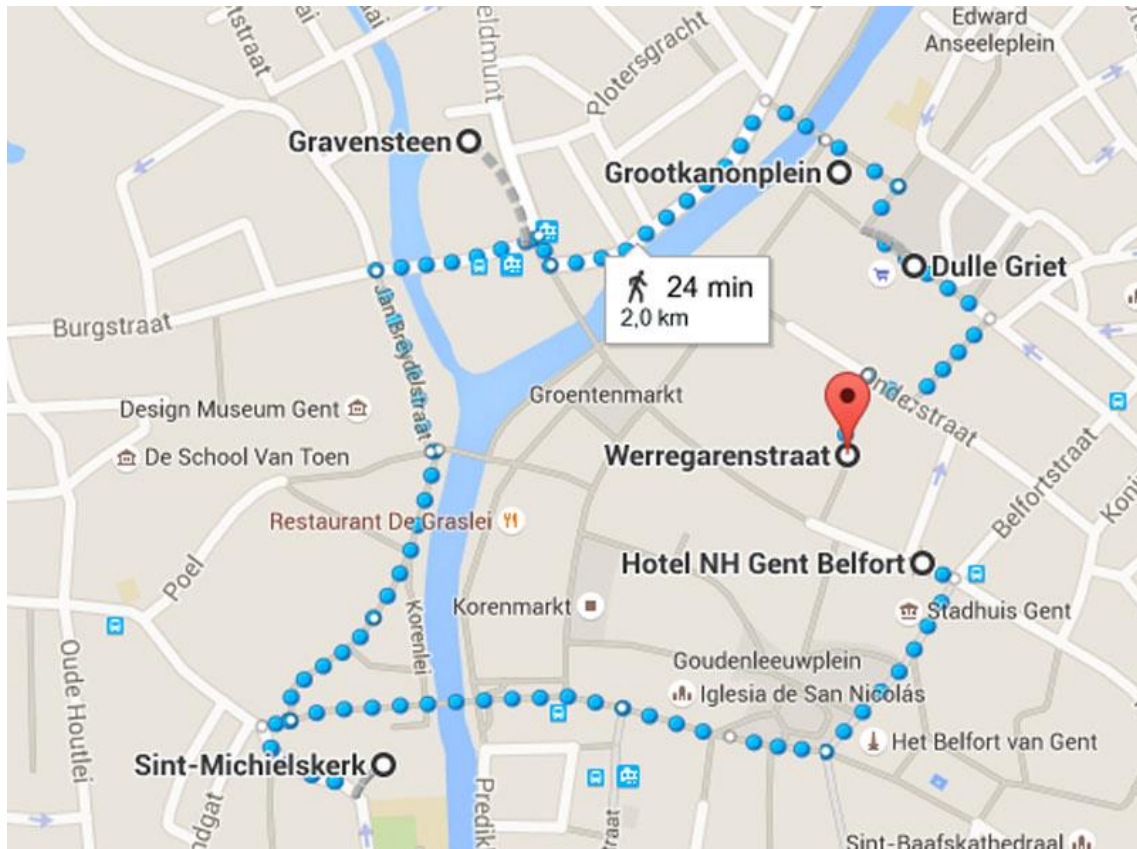 Edward
Anseeleplein
Plotersgracht
Gravensteen
Grootkanonplein
Dulle Griet
24 min
2,0 km
Burgstraat
Jan Breydelstraat
Groentenmarkt
Onderstraat
Design Museum Gent
De School Van Toen
Werregarenstraat
Belfortstraat
Restaurant De Graslei
Poel
Hotel NH Gent Belfort
Korenmarkt
Korenlei
Stadhuis Gent
Oude Houtlei
Goudenleeuwplein
Iglesia de San Nicolás
Het Belfort van Gent
Sint-Michielskerk
Sint-Baafskathedraal